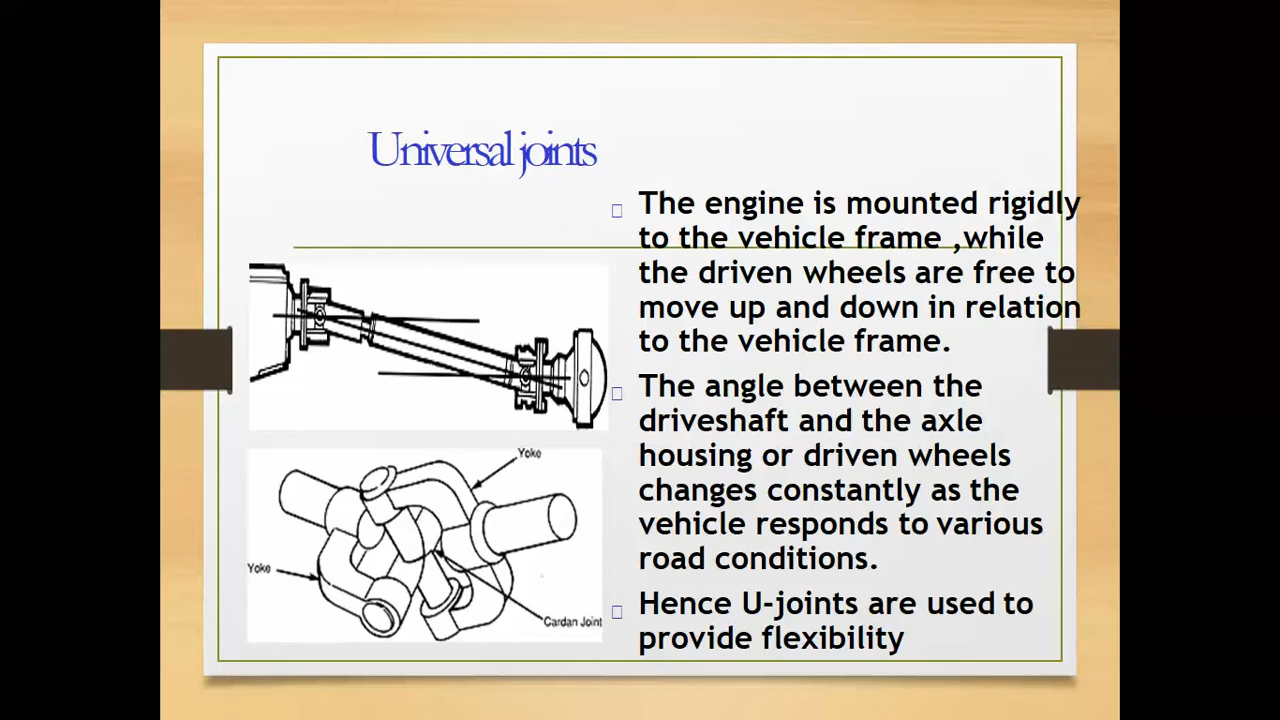 Universal joints
The engine is mounted rigidly
to the vehicle frame ,while
the driven wheels are free to
move up and down in relation
to the vehicle frame.
The angle between the
driveshaft and the axle
housing or driven wheels
changes constantly as the
vehicle responds to various
road conditions.
Hence U-joints are used to
provide flexibility
Yoke
Yoke
Cardan Joint